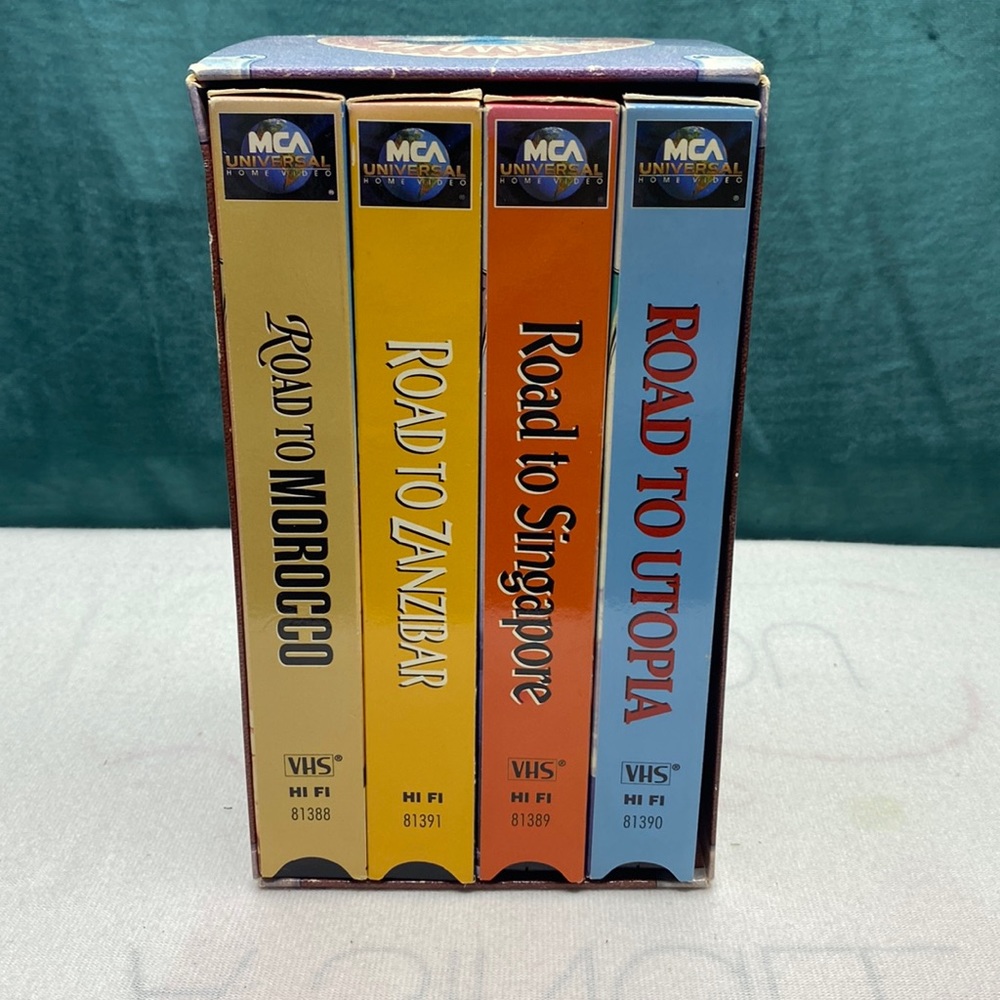 MCA
UNIVERSAL
HOME VIDEO
®
ROAD TO MOROCCO
VHS®
HI FI
81388
MCA
UNIVERSAL
HOME VIDEO
®
ROAD TO ZANZIBAR
HI FI
81391
MCA
UNIVERSAL
HOME VIDEO
®
Road to Singapore
VHS®
HI FI
81389
MCA
UNIVERSAL
HOME VIDEO
®
ROAD TO UTOPIA
VHS®
HI FI
81390